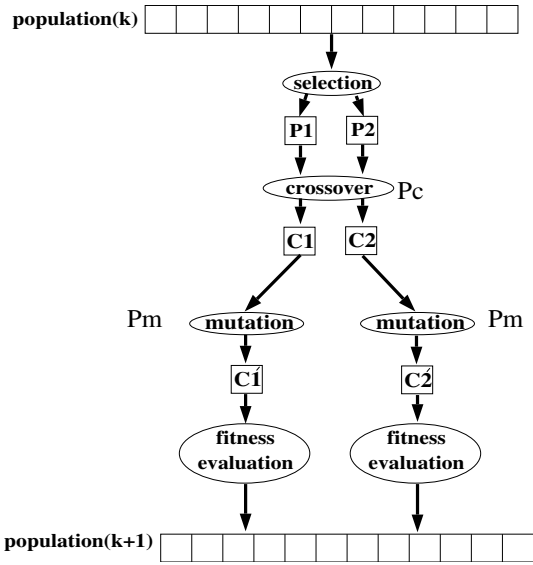 population(k)
selection
P1 P2
crossover Pc
C1 C2
Pm mutation mutation Pm
C1́ C2́
fitness evaluation
fitness evaluation
population(k+1)